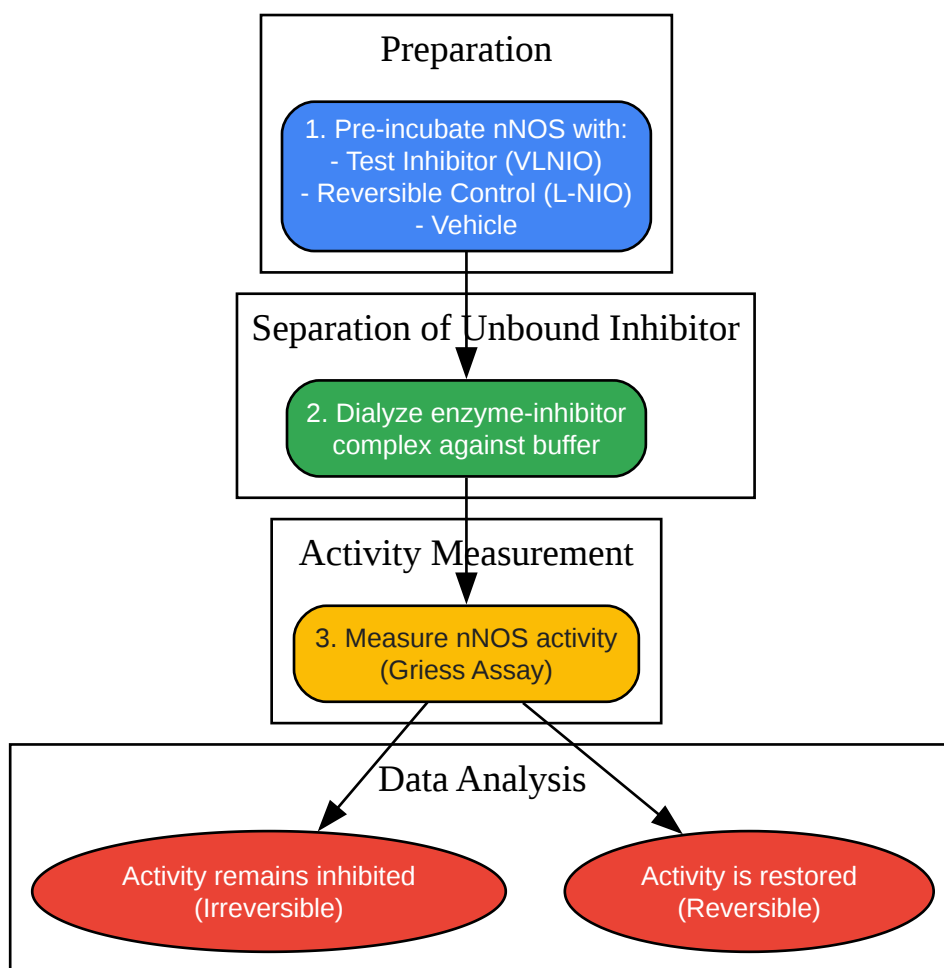 Preparation
1. Pre-incubate nNOS with:
- Test Inhibitor (VLNIO)
- Reversible Control (L-NIO)
- Vehicle
Separation of Unbound Inhibitor
2. Dialyze enzyme-inhibitor
complex against buffer
Activity Measurement
3. Measure nNOS activity
(Griess Assay)
Data Analysis
Activity remains inhibited
(Irreversible)
Activity is restored
(Reversible)